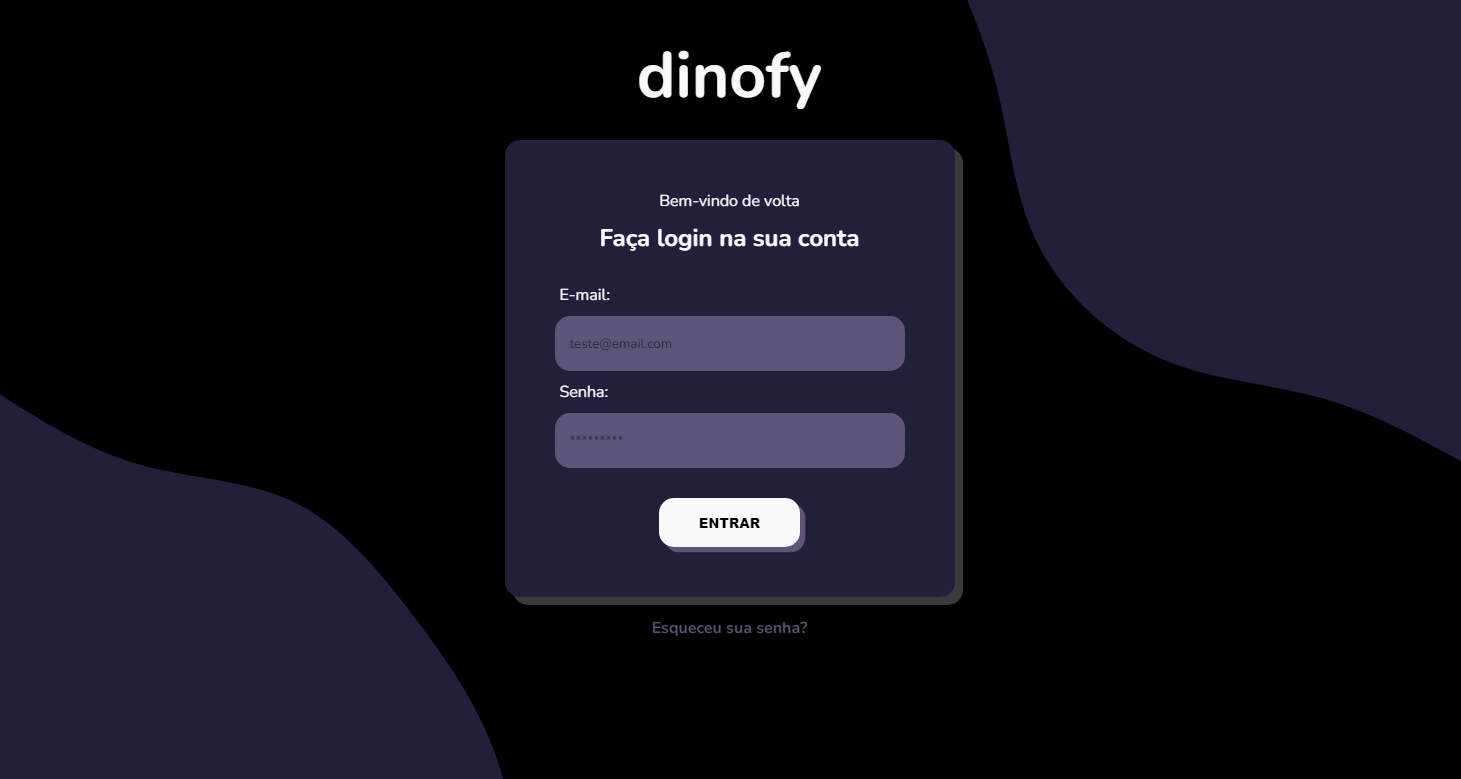 dinofy
Bem-vindo de volta
Faça login na sua conta
E-mail:
teste@email.com
Senha:
*********
ENTRAR
Esqueceu sua senha?